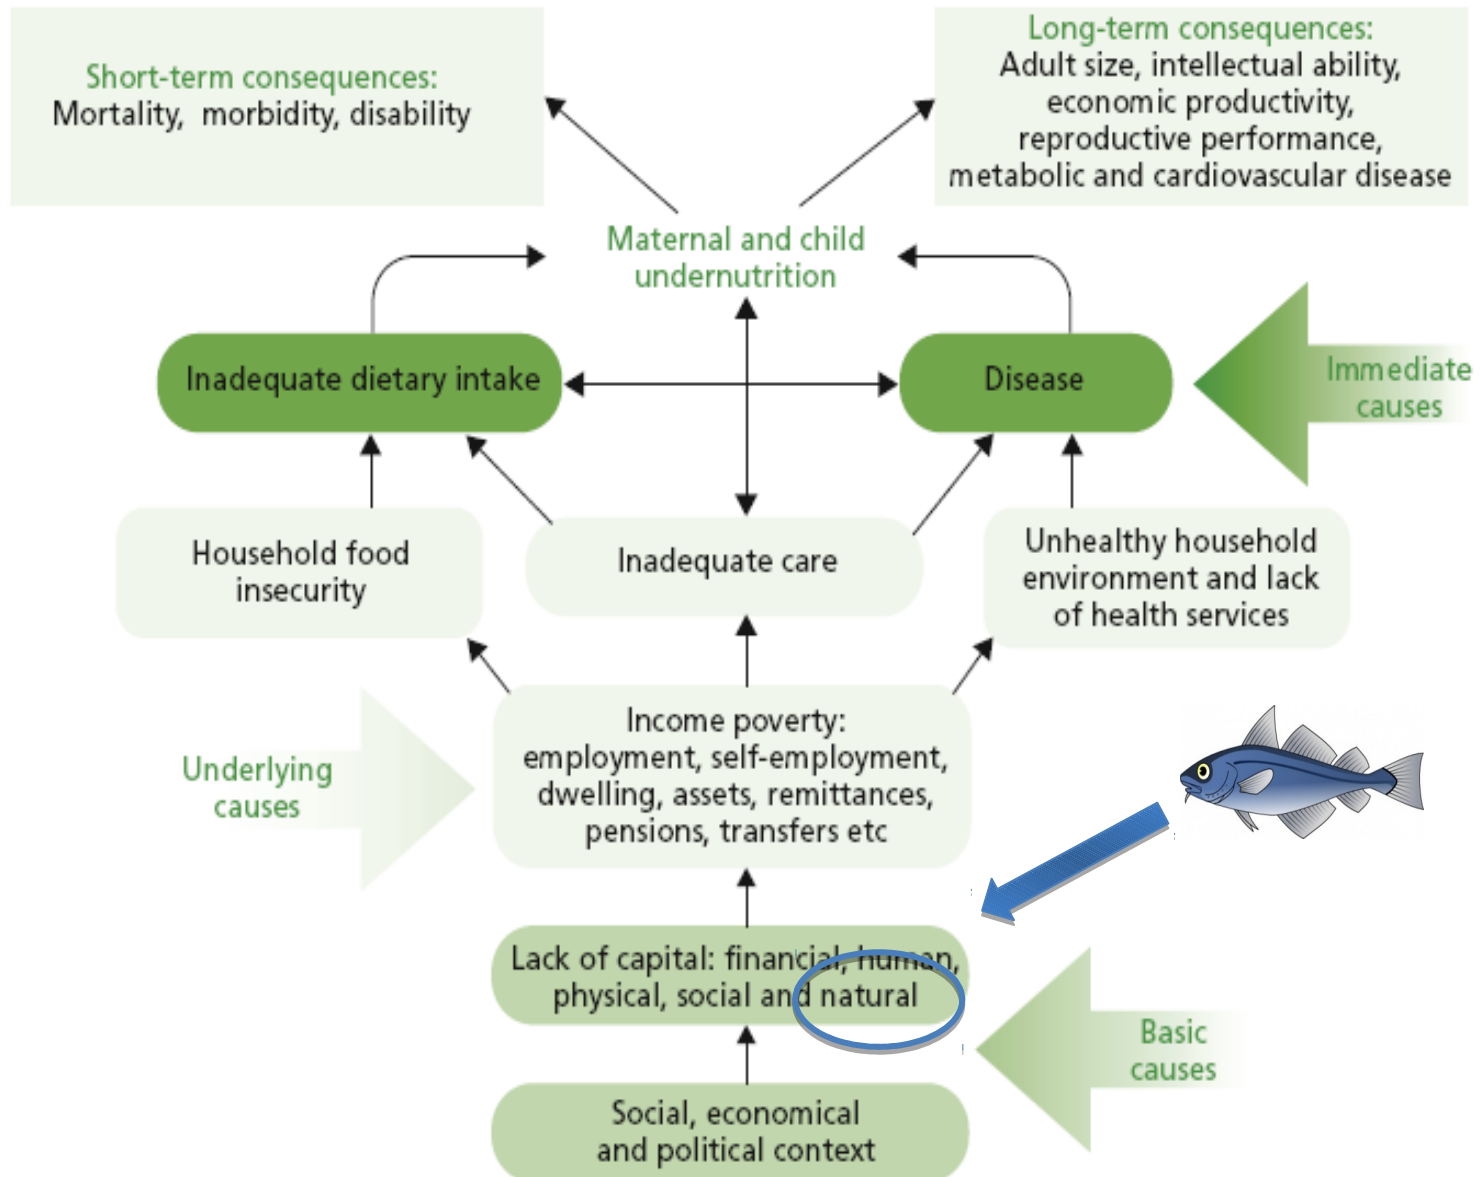 Short-term consequences:
Mortality, morbidity, disability
Long-term consequences:
Adult size, intellectual ability,
economic productivity,
reproductive performance,
metabolic and cardiovascular disease
Maternal and child
undernutrition
Inadequate dietary intake
Disease
Immediate
causes
Household food
insecurity
Inadequate care
Unhealthy household
environment and lack
of health services
Underlying
causes
Income poverty:
employment, self-employment,
dwelling, assets, remittances,
pensions, transfers etc
Lack of capital: financial, human,
physical, social and natural
Basic
causes
Social, economical
and political context